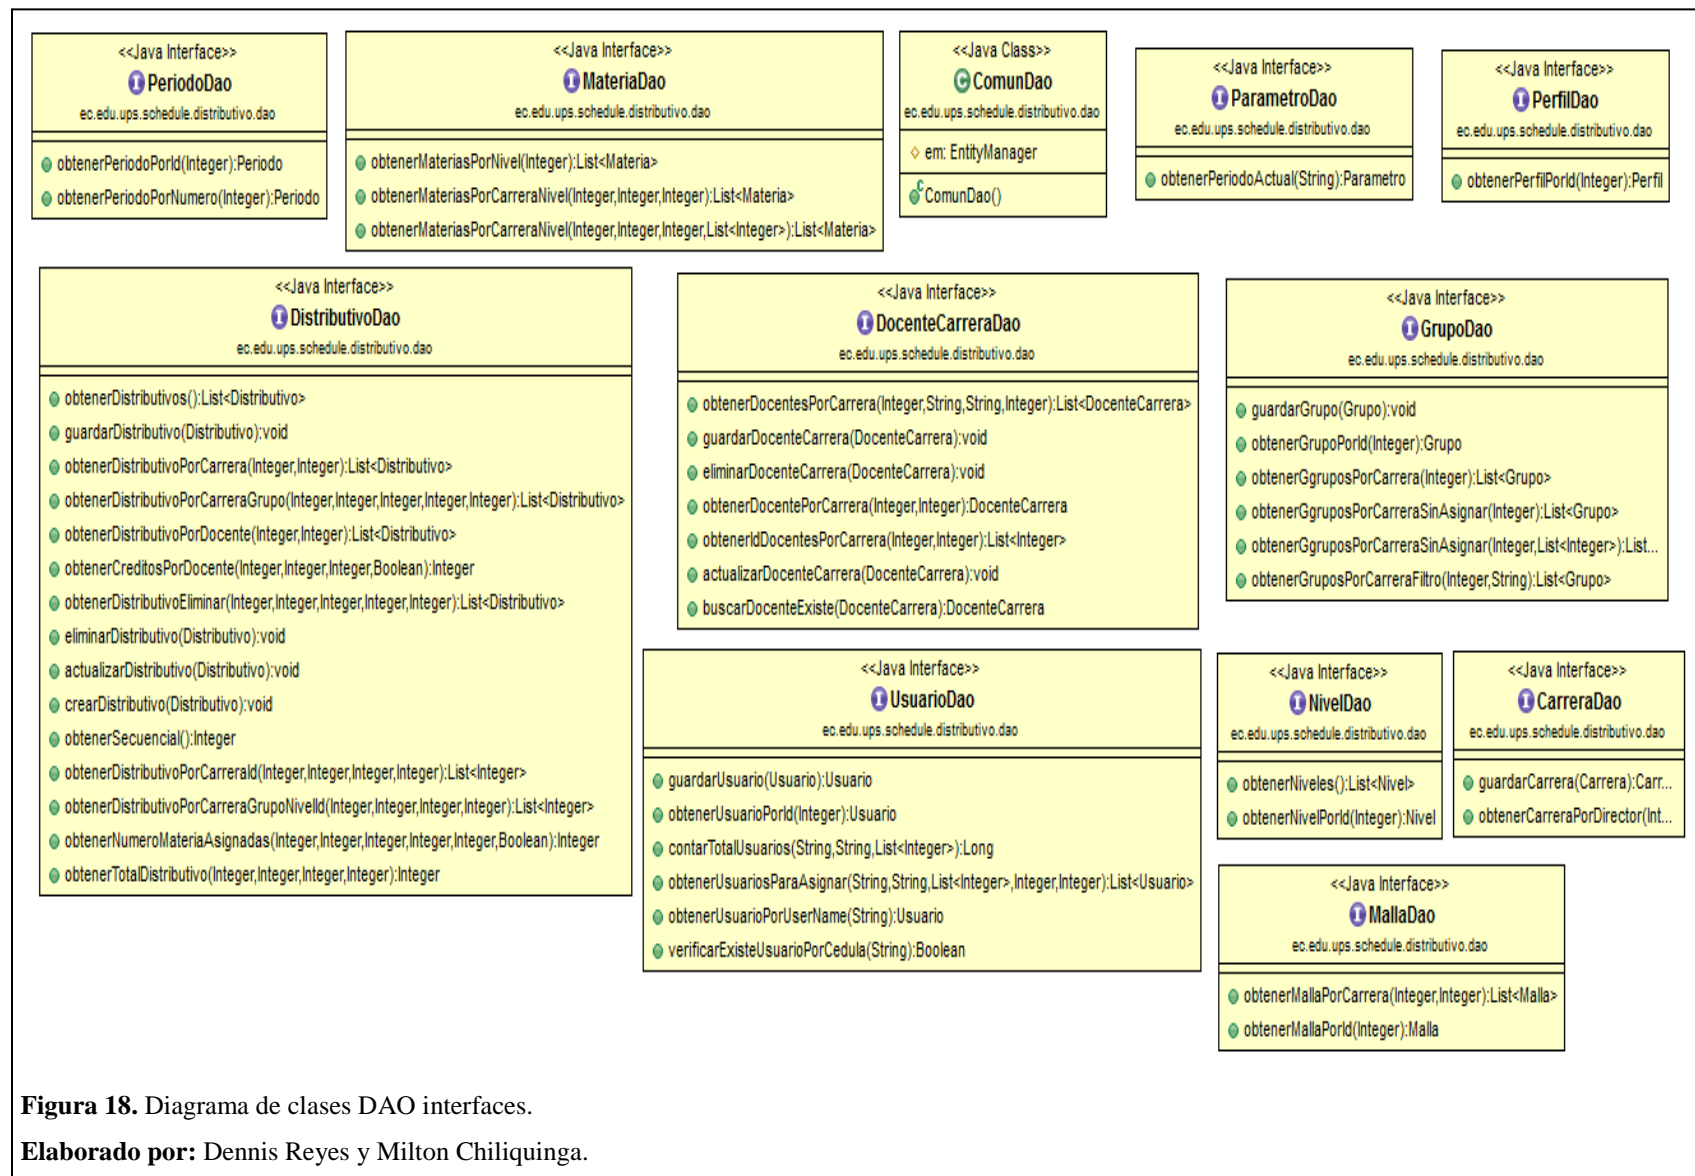 <<Java Interface>>
PeriodoDao
ec.edu.ups.schedule.distributivo.dao
obtenerPeriodoPorId(Integer):Periodo
obtenerPeriodoPorNumero(Integer):Periodo
<<Java Interface>>
MateriaDao
ec.edu.ups.schedule.distributivo.dao
obtenerMateriasPorNivel(Integer):List<Materia>
obtenerMateriasPorCarreraNivel(Integer,Integer,Integer):List<Materia>
obtenerMateriasPorCarreraNivel(Integer,Integer,Integer,List<Integer>):List<Materia>
<<Java Class>>
ComunDao
ec.edu.ups.schedule.distributivo.dao
em: EntityManager
ComunDao()
<<Java Interface>>
ParametroDao
ec.edu.ups.schedule.distributivo.dao
obtenerPeriodoActual(String):Parametro
<<Java Interface>>
PerfilDao
ec.edu.ups.schedule.distributivo.dao
obtenerPerfilPorId(Integer):Perfil
<<Java Interface>>
DistributivoDao
ec.edu.ups.schedule.distributivo.dao
obtenerDistributivos():List<Distributivo>
guardarDistributivo(Distributivo):void
obtenerDistributivoPorCarrera(Integer,Integer):List<Distributivo>
obtenerDistributivoPorCarreraGrupo(Integer,Integer,Integer,Integer,Integer):List<Distributivo>
obtenerDistributivoPorDocente(Integer,Integer):List<Distributivo>
obtenerCreditosPorDocente(Integer,Integer,Integer,Boolean):Integer
obtenerDistributivoEliminar(Integer,Integer,Integer,Integer,Integer):List<Distributivo>
eliminarDistributivo(Distributivo):void
actualizarDistributivo(Distributivo):void
crearDistributivo(Distributivo):void
obtenerSecuencial():Integer
obtenerDistributivoPorCarreraId(Integer,Integer,Integer,Integer):List<Integer>
obtenerDistributivoPorCarreraGrupoNivelId(Integer,Integer,Integer,Integer):List<Integer>
obtenerNumeroMateriaAsignadas(Integer,Integer,Integer,Integer,Integer,Boolean):Integer
obtenerTotalDistributivo(Integer,Integer,Integer,Integer):Integer
<<Java Interface>>
DocenteCarreraDao
ec.edu.ups.schedule.distributivo.dao
obtenerDocentesPorCarrera(Integer,String,String,Integer):List<DocenteCarrera>
guardarDocenteCarrera(DocenteCarrera):void
eliminarDocenteCarrera(DocenteCarrera):void
obtenerDocentePorCarrera(Integer,Integer):DocenteCarrera
obtenerIdDocentesPorCarrera(Integer,Integer):List<Integer>
actualizarDocenteCarrera(DocenteCarrera):void
buscarDocenteExiste(DocenteCarrera):DocenteCarrera
<<Java Interface>>
GrupoDao
ec.edu.ups.schedule.distributivo.dao
guardarGrupo(Grupo):void
obtenerGrupoPorId(Integer):Grupo
obtenerGgruposPorCarrera(Integer):List<Grupo>
obtenerGgruposPorCarreraSinAsignar(Integer):List<Grupo>
obtenerGgruposPorCarreraSinAsignar(Integer,List<Integer>):List...
obtenerGruposPorCarreraFiltro(Integer,String):List<Grupo>
<<Java Interface>>
UsuarioDao
ec.edu.ups.schedule.distributivo.dao
guardarUsuario(Usuario):Usuario
obtenerUsuarioPorId(Integer):Usuario
contarTotalUsuarios(String,String,List<Integer>):Long
obtenerUsuariosParaAsignar(String,String,List<Integer>,Integer,Integer):List<Usuario>
obtenerUsuarioPorUserName(String):Usuario
verificarExisteUsuarioPorCedula(String):Boolean
<<Java Interface>>
NivelDao
ec.edu.ups.schedule.distributivo.dao
obtenerNiveles():List<Nivel>
obtenerNivelPorId(Integer):Nivel
<<Java Interface>>
CarreraDao
ec.edu.ups.schedule.distributivo.dao
guardarCarrera(Carrera):Carr...
obtenerCarreraPorDirector(Int...
<<Java Interface>>
MallaDao
ec.edu.ups.schedule.distributivo.dao
obtenerMallaPorCarrera(Integer,Integer):List<Malla>
obtenerMallaPorId(Integer):Malla
Figura 18. Diagrama de clases DAO interfaces.
Elaborado por: Dennis Reyes y Milton Chiliquinga.